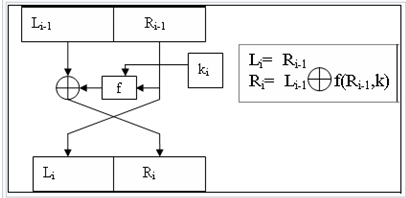 Lᵢ₋₁ Rᵢ₋₁
f
kᵢ
Lᵢ Rᵢ
Lᵢ= Rᵢ₋₁
Rᵢ= Lᵢ₋₁⊕f(Rᵢ₋₁,k)